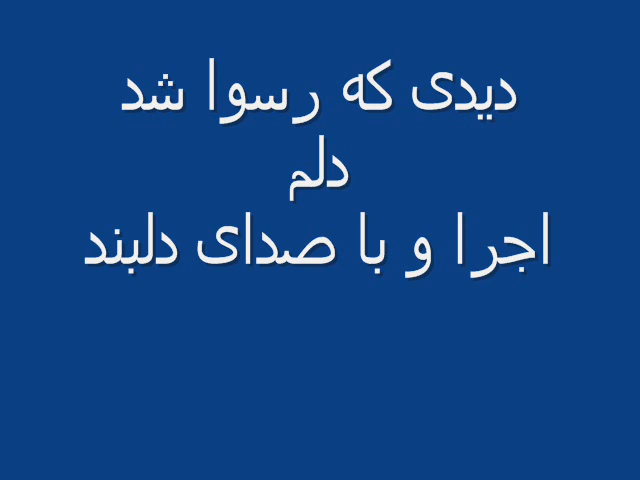 دیدی که رسوا شد
دلم
اجرا و با صدای دلبند